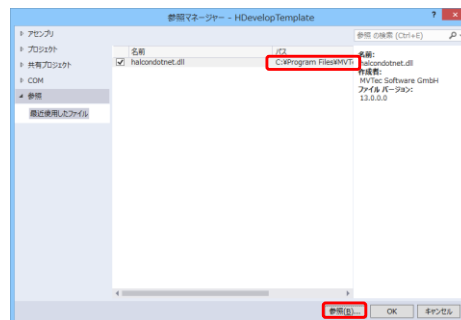 参照マネージャー - HDevelopTemplate
? ×
▷ アセンブリ
▷ プロジェクト
▷ 共有プロジェクト
▷ COM
◢ 参照
最近使用したファイル
参照 の検索 (Ctrl+E)
名前 パス
halcondotnet.dll C:¥Program Files¥MVT
名前:
halcondotnet.dll
作成者:
MVTec Software GmbH
ファイル バージョン:
13.0.0.0
参照(B)... OK キャンセル